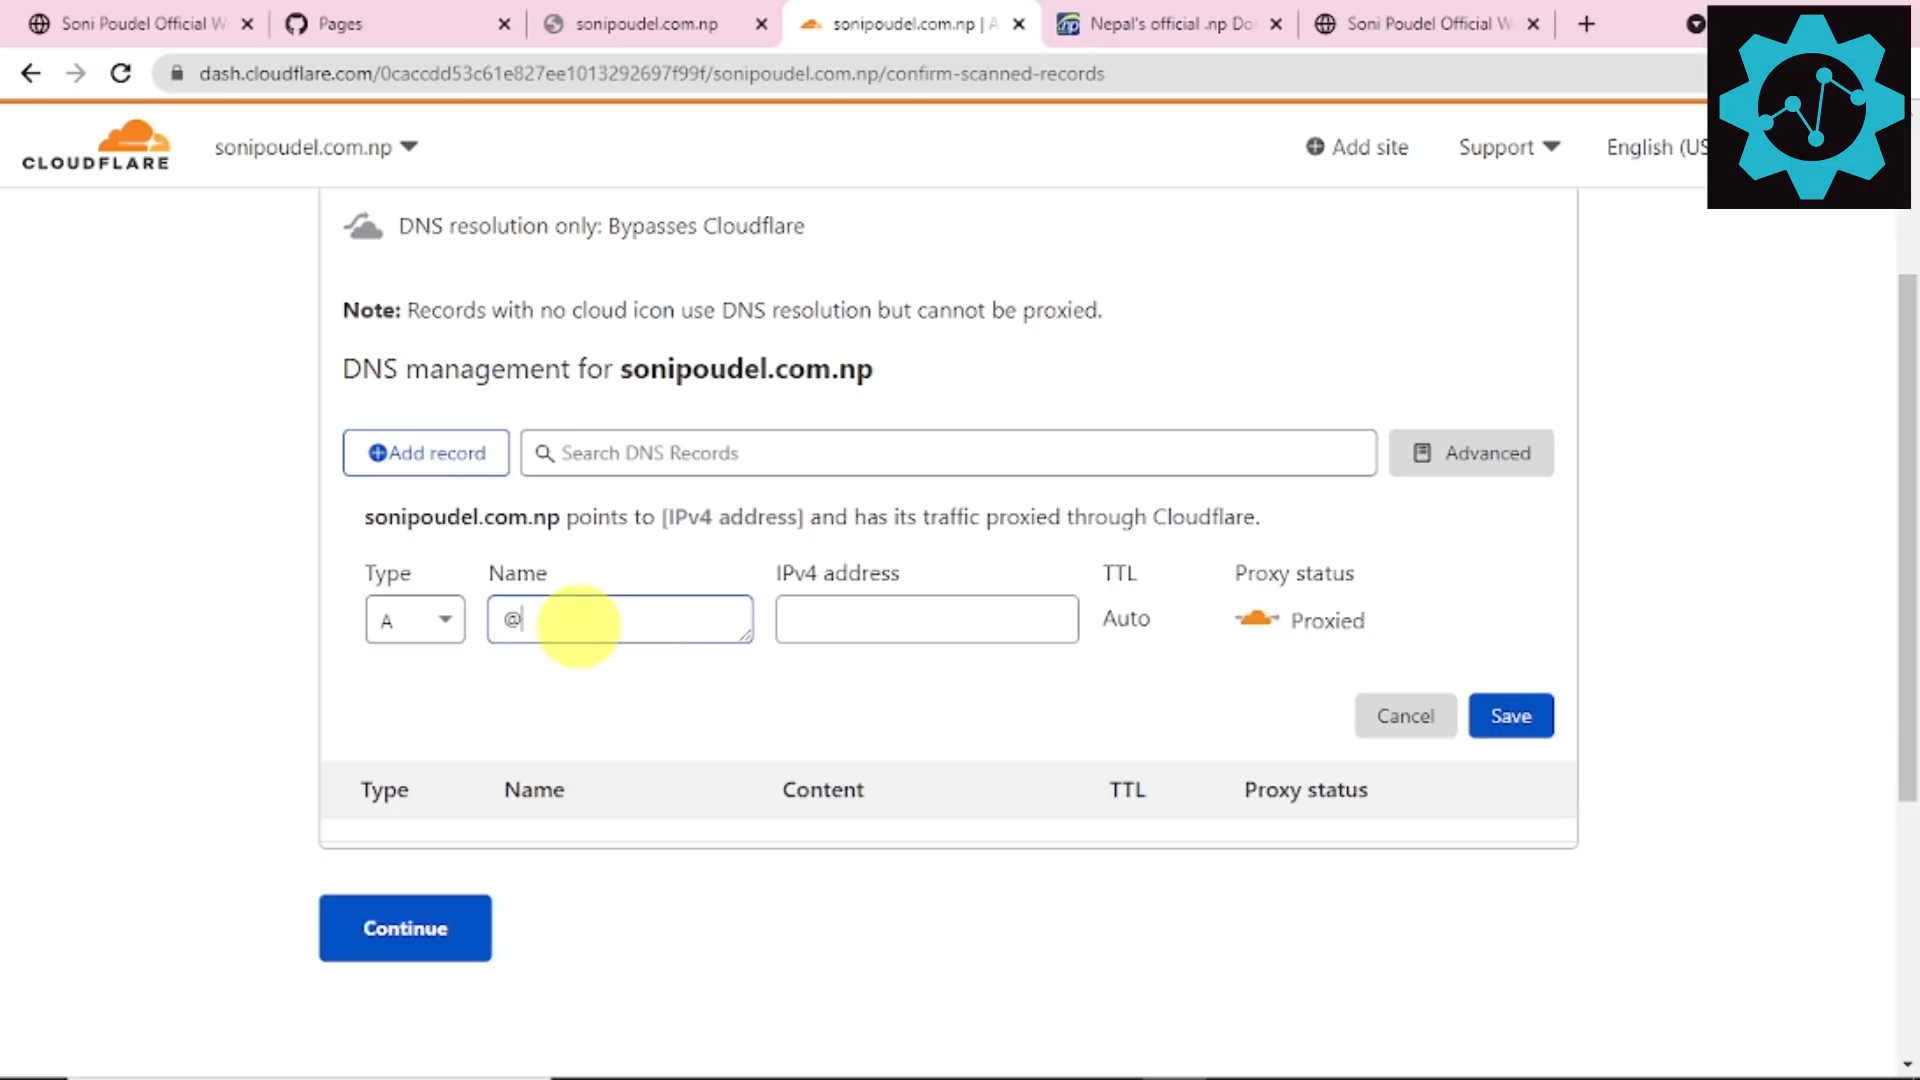 Soni Poudel Official W
Pages
sonipoudel.com.np
sonipoudel.com.np | A
Nepal's official .np Do
Soni Poudel Official W
dash.cloudflare.com/0caccdd53c61e827ee1013292697f99f/sonipoudel.com.np/confirm-scanned-records
CLOUDFLARE
sonipoudel.com.np
Add site
Support
English (US
DNS resolution only: Bypasses Cloudflare
Note: Records with no cloud icon use DNS resolution but cannot be proxied.
DNS management for sonipoudel.com.np
Add record
Search DNS Records
Advanced
sonipoudel.com.np points to [IPv4 address] and has its traffic proxied through Cloudflare.
Type Name IPv4 address TTL Proxy status
A @ Auto Proxied
Cancel Save
Type Name Content TTL Proxy status
Continue